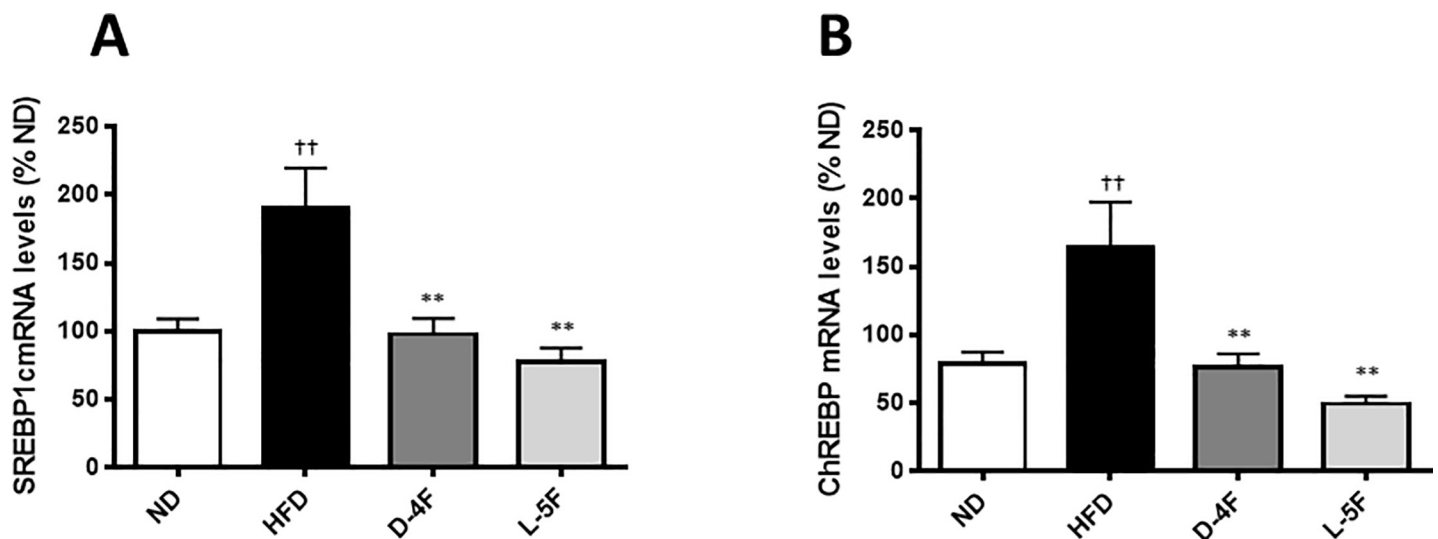 A
SREBP1cmRNA levels (% ND)
250
200
150
100
50
0
††
**
**
ND
HFD
D-4F
L-5F
B
ChREBP mRNA levels (% ND)
250
200
150
100
50
0
††
**
**
ND
HFD
D-4F
L-5F